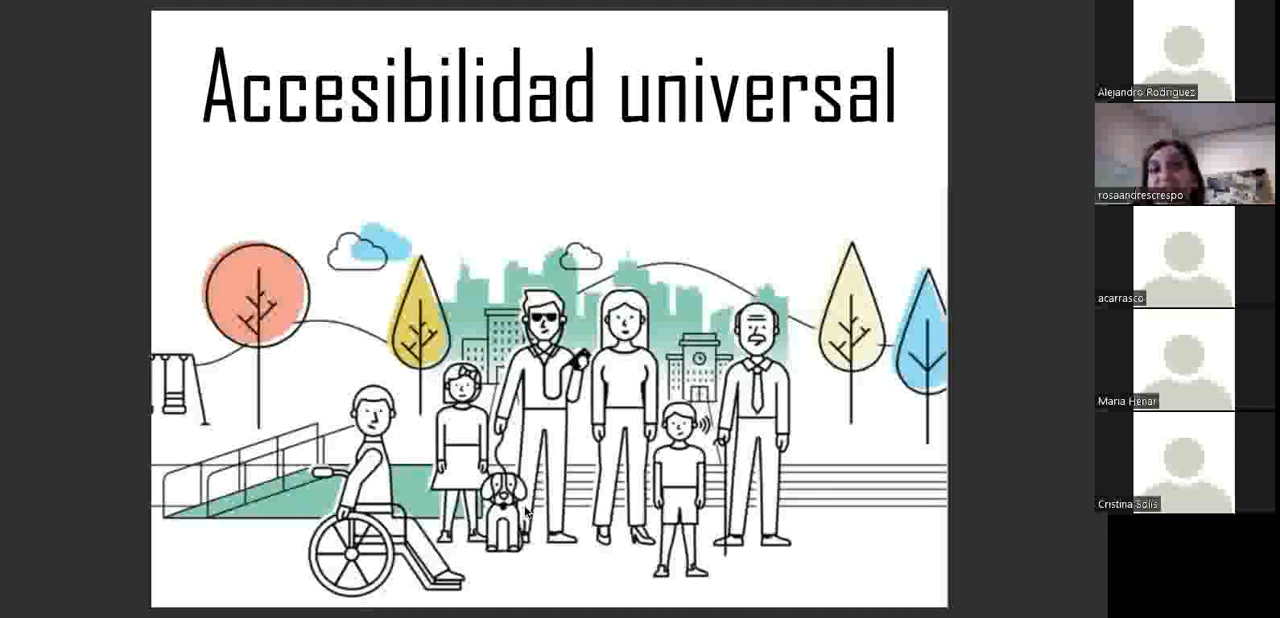 Accesibilidad universal
Alejandro Rodriguez
rosaandrescrespo
acarrasco
Maria Henar
Cristina Solis